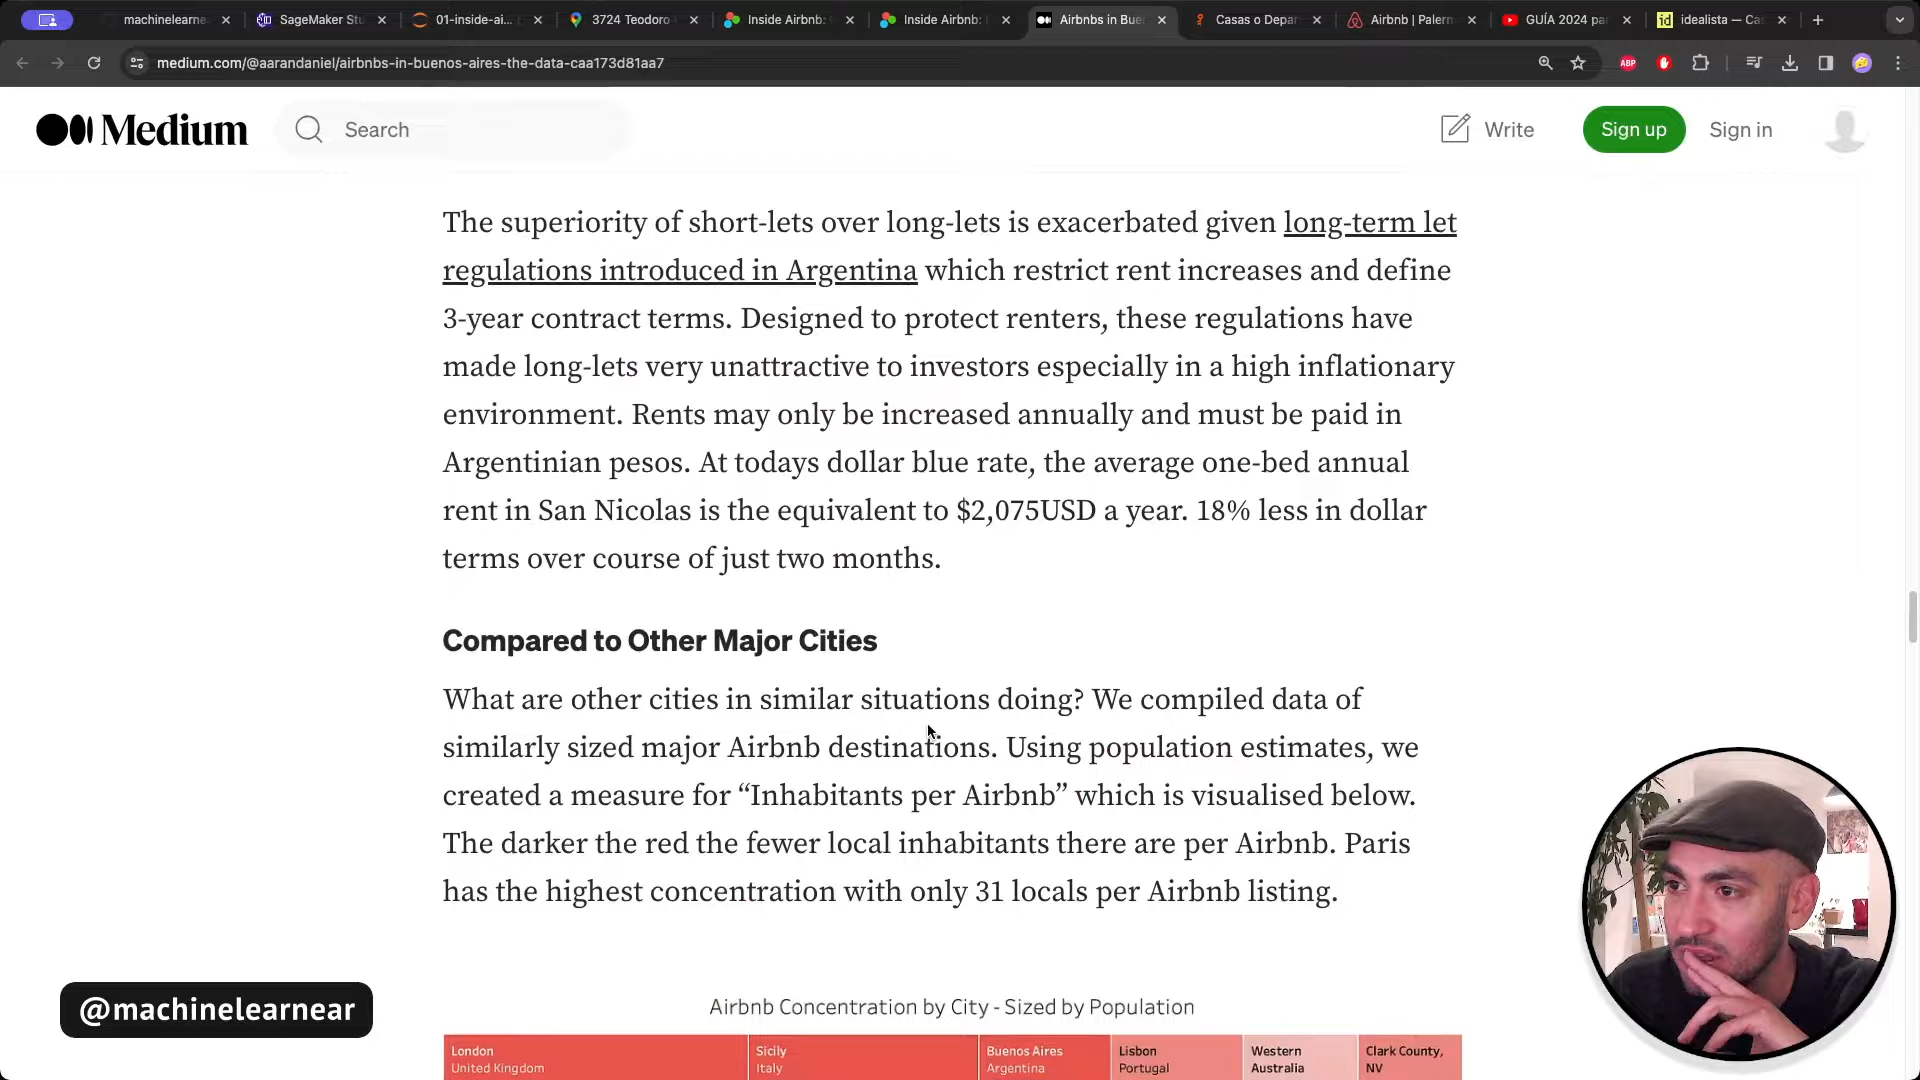 machinelearne
SageMaker Stu
01-inside-ai...
3724 Teodoro
Inside Airbnb:
Inside Airbnb:
Airbnbs in Bue
Casas o Depar
Airbnb | Palerm
GUÍA 2024 pa
idealista — Ca
medium.com/@aarandaniel/airbnbs-in-buenos-aires-the-data-caa173d81aa7
ABP
Medium
Search
Write
Sign up
Sign in
The superiority of short-lets over long-lets is exacerbated given long-term let
regulations introduced in Argentina which restrict rent increases and define
3-year contract terms. Designed to protect renters, these regulations have
made long-lets very unattractive to investors especially in a high inflationary
environment. Rents may only be increased annually and must be paid in
Argentinian pesos. At todays dollar blue rate, the average one-bed annual
rent in San Nicolas is the equivalent to $2,075USD a year. 18% less in dollar
terms over course of just two months.
Compared to Other Major Cities
What are other cities in similar situations doing? We compiled data of
similarly sized major Airbnb destinations. Using population estimates, we
created a measure for “Inhabitants per Airbnb” which is visualised below.
The darker the red the fewer local inhabitants there are per Airbnb. Paris
has the highest concentration with only 31 locals per Airbnb listing.
@machinelearnear
Airbnb Concentration by City - Sized by Population
London
United Kingdom
Sicily
Italy
Buenos Aires
Argentina
Lisbon
Portugal
Western
Australia
Clark County,
NV